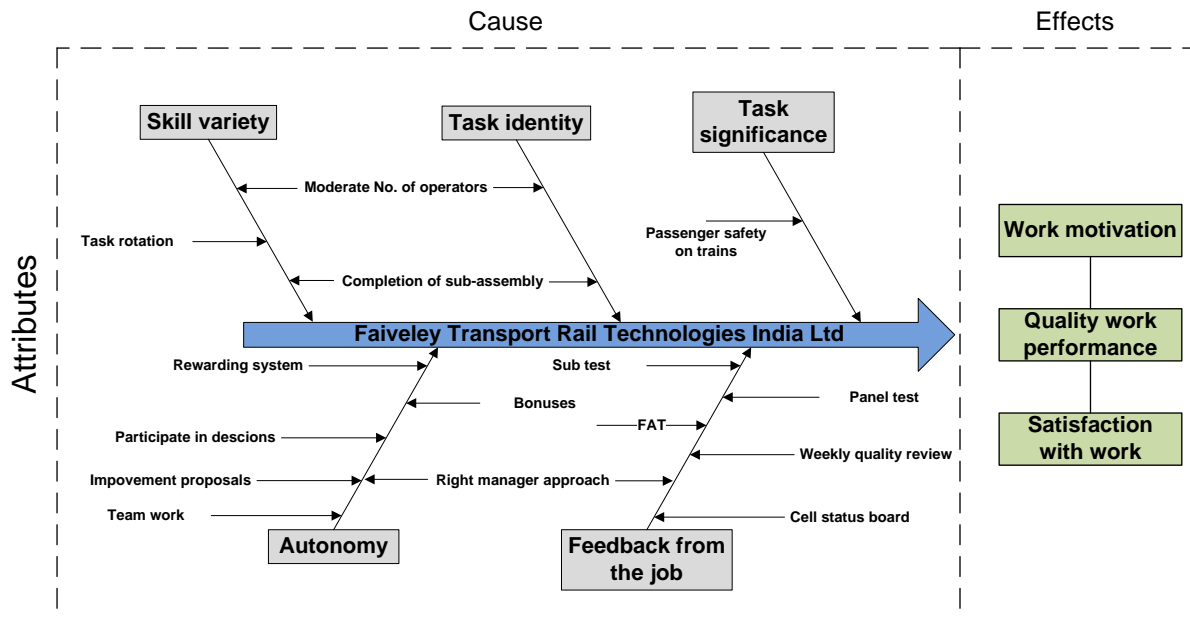 Cause
Effects
Attributes
Skill variety
Task identity
Task
significance
Moderate No. of operators
Task rotation
Passenger safety
on trains
Completion of sub-assembly
Faiveley Transport Rail Technologies India Ltd
Work motivation
Quality work
performance
Satisfaction
with work
Rewarding system
Sub test
Bonuses
Panel test
Participate in descions
FAT
Weekly quality review
Impovement proposals
Right manager approach
Team work
Cell status board
Autonomy
Feedback from
the job